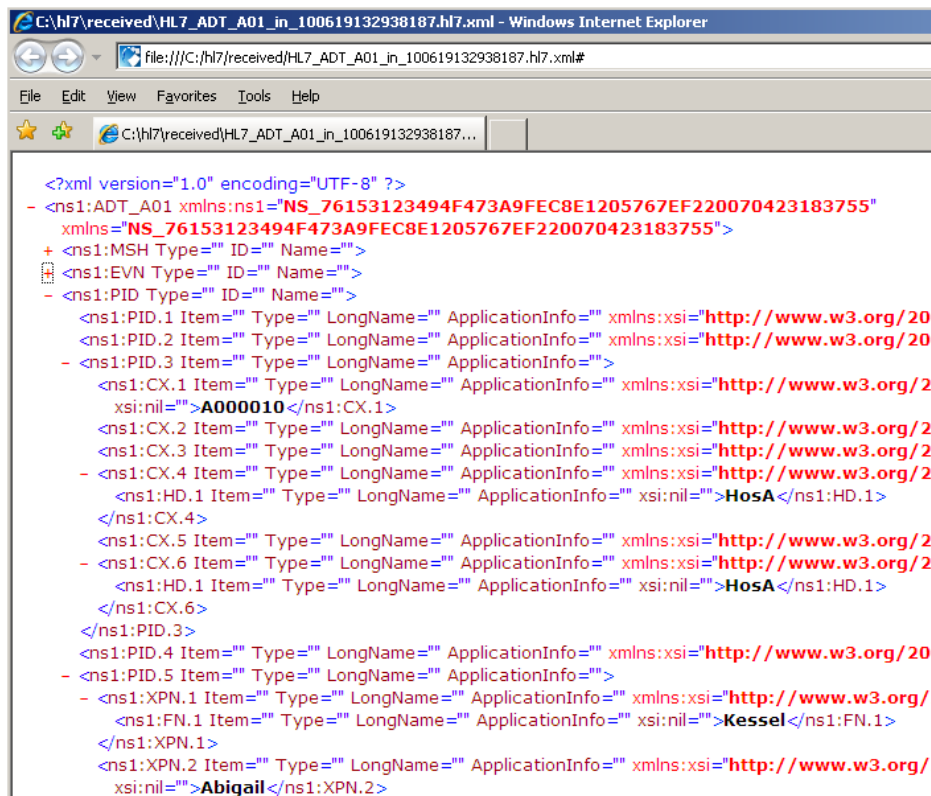 C:\hl7\received\HL7_ADT_A01_in_100619132938187.hl7.xml - Windows Internet Explorer
file:///C:/hl7/received/HL7_ADT_A01_in_100619132938187.hl7.xml#
File Edit View Favorites Tools Help
C:\hl7\received\HL7_ADT_A01_in_100619132938187...
<?xml version="1.0" encoding="UTF-8" ?>
- <ns1:ADT_A01 xmlns:ns1="NS_76153123494F473A9FEC8E1205767EF220070423183755"
xmlns="NS_76153123494F473A9FEC8E1205767EF220070423183755">
+ <ns1:MSH Type="" ID="" Name="">
+ <ns1:EVN Type="" ID="" Name="">
- <ns1:PID Type="" ID="" Name="">
<ns1:PID.1 Item="" Type="" LongName="" ApplicationInfo="" xmlns:xsi="http://www.w3.org/20
<ns1:PID.2 Item="" Type="" LongName="" ApplicationInfo="" xmlns:xsi="http://www.w3.org/20
- <ns1:PID.3 Item="" Type="" LongName="" ApplicationInfo="">
<ns1:CX.1 Item="" Type="" LongName="" ApplicationInfo="" xmlns:xsi="http://www.w3.org/2
xsi:nil="">A000010</ns1:CX.1>
<ns1:CX.2 Item="" Type="" LongName="" ApplicationInfo="" xmlns:xsi="http://www.w3.org/2
<ns1:CX.3 Item="" Type="" LongName="" ApplicationInfo="" xmlns:xsi="http://www.w3.org/2
- <ns1:CX.4 Item="" Type="" LongName="" ApplicationInfo="" xmlns:xsi="http://www.w3.org/2
<ns1:HD.1 Item="" Type="" LongName="" ApplicationInfo="" xsi:nil="">HosA</ns1:HD.1>
</ns1:CX.4>
<ns1:CX.5 Item="" Type="" LongName="" ApplicationInfo="" xmlns:xsi="http://www.w3.org/2
- <ns1:CX.6 Item="" Type="" LongName="" ApplicationInfo="" xmlns:xsi="http://www.w3.org/2
<ns1:HD.1 Item="" Type="" LongName="" ApplicationInfo="" xsi:nil="">HosA</ns1:HD.1>
</ns1:CX.6>
</ns1:PID.3>
<ns1:PID.4 Item="" Type="" LongName="" ApplicationInfo="" xmlns:xsi="http://www.w3.org/20
- <ns1:PID.5 Item="" Type="" LongName="" ApplicationInfo="">
- <ns1:XPN.1 Item="" Type="" LongName="" ApplicationInfo="" xmlns:xsi="http://www.w3.org/
<ns1:FN.1 Item="" Type="" LongName="" ApplicationInfo="" xsi:nil="">Kessel</ns1:FN.1>
</ns1:XPN.1>
<ns1:XPN.2 Item="" Type="" LongName="" ApplicationInfo="" xmlns:xsi="http://www.w3.org/
xsi:nil="">Abigail</ns1:XPN.2>